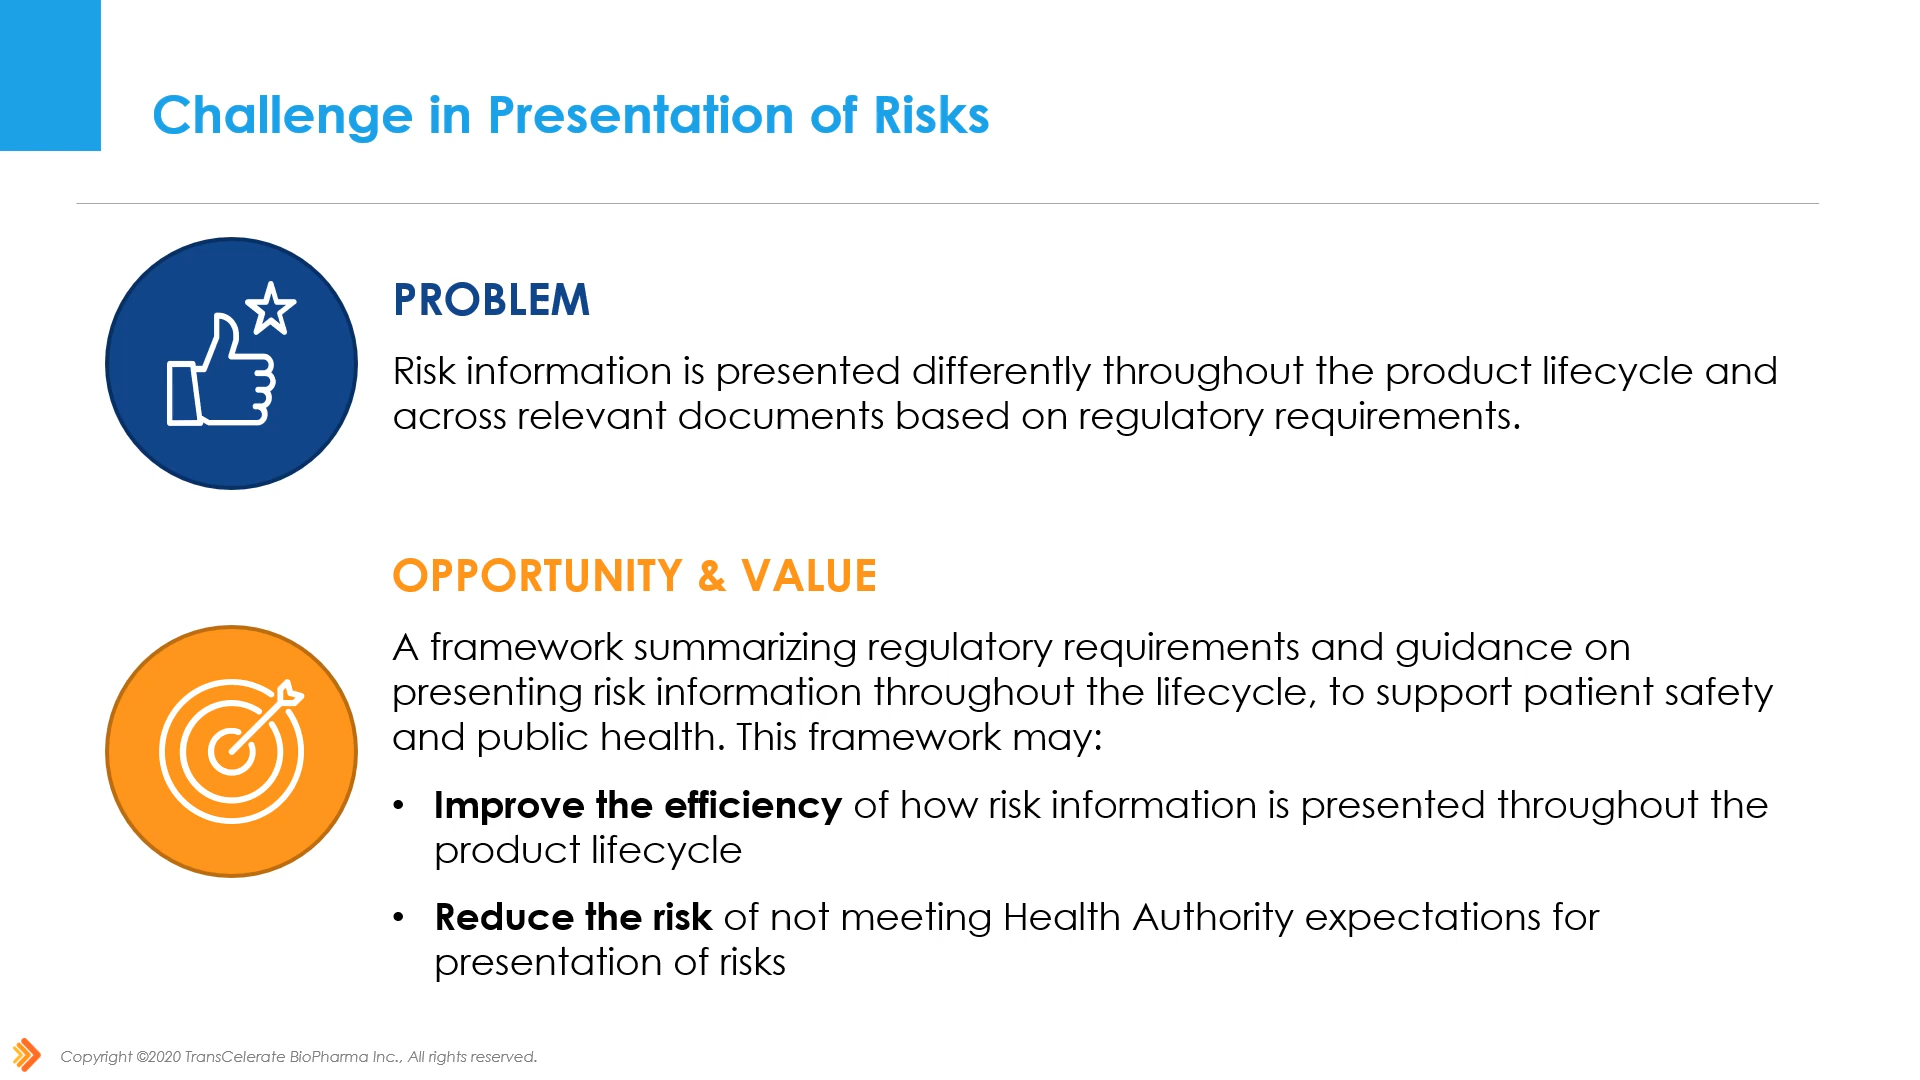 Challenge in Presentation of Risks
PROBLEM
Risk information is presented differently throughout the product lifecycle and
across relevant documents based on regulatory requirements.
OPPORTUNITY & VALUE
A framework summarizing regulatory requirements and guidance on
presenting risk information throughout the lifecycle, to support patient safety
and public health. This framework may:
• Improve the efficiency of how risk information is presented throughout the
product lifecycle
• Reduce the risk of not meeting Health Authority expectations for
presentation of risks
Copyright ©2020 TransCelerate BioPharma Inc., All rights reserved.